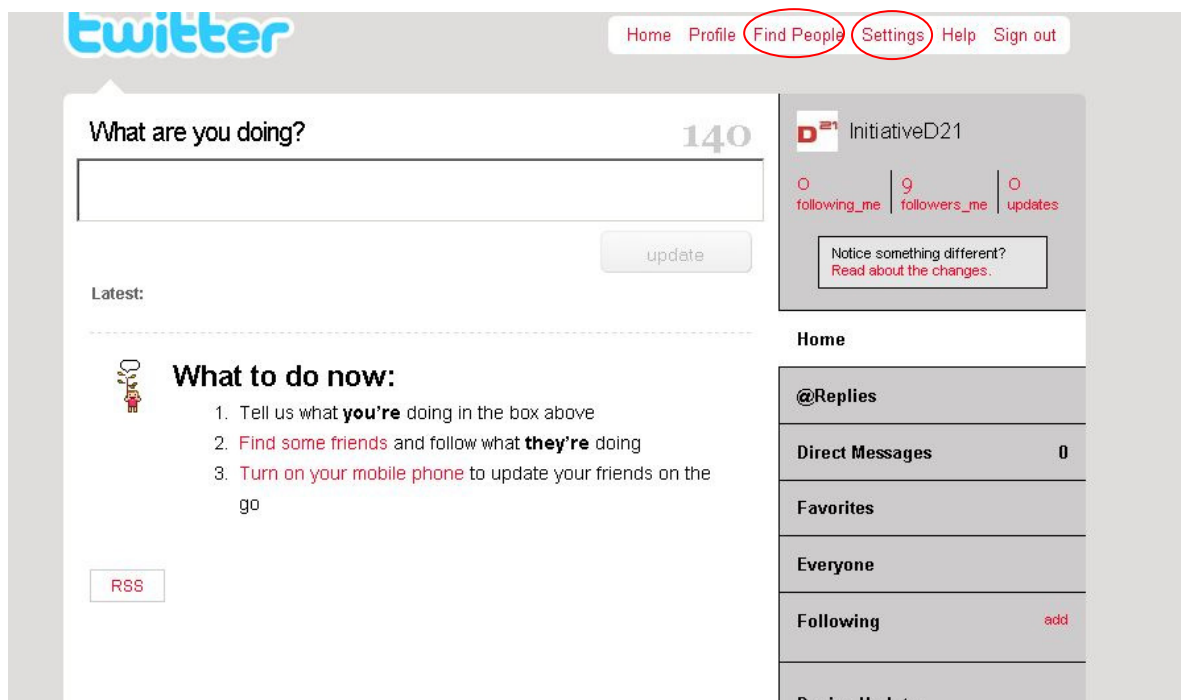 twitter
Home Profile Find People Settings Help Sign out
What are you doing?
140
update
Latest:
What to do now:
1. Tell us what you're doing in the box above
2. Find some friends and follow what they're doing
3. Turn on your mobile phone to update your friends on the
go
RSS
D21 InitiativeD21
0 9 0
following_me followers_me updates
Notice something different?
Read about the changes.
Home
@Replies
Direct Messages 0
Favorites
Everyone
Following add